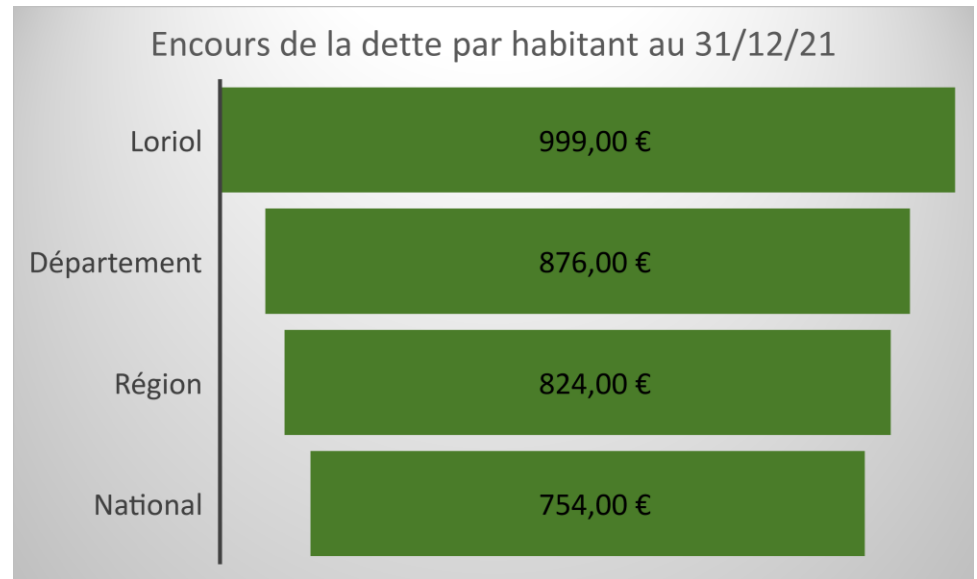 Encours de la dette par habitant au 31/12/21
Loriol 999,00 €
Département 876,00 €
Région 824,00 €
National 754,00 €